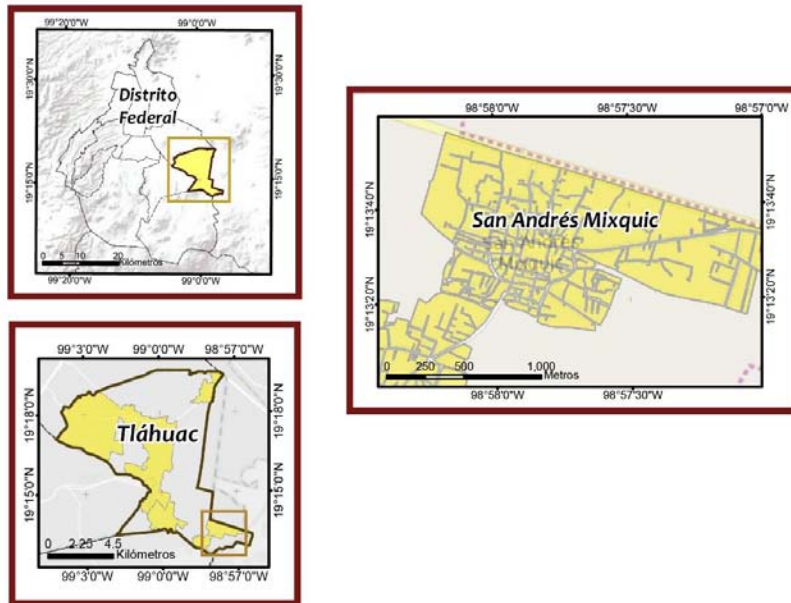 99°20'0"W 99°0'0"W
19°30'0"N
19°30'0"N
Distrito
Federal
19°15'0"N
19°15'0"N
0 5 10 20
Kilómetros
99°20'0"W 99°0'0"W
98°58'0"W 98°57'30"W 98°57'0"W
19°13'40"N
19°13'40"N
San Andrés Mixquic
San Andrés
Mixquic
19°13'20"N
19°13'20"N
0 250 500 1,000
Metros
98°58'0"W 98°57'30"W
99°3'0"W 99°0'0"W 98°57'0"W
19°18'0"N
19°18'0"N
Tláhuac
19°15'0"N
19°15'0"N
0 2.25 4.5
Kilómetros
99°3'0"W 99°0'0"W 98°57'0"W